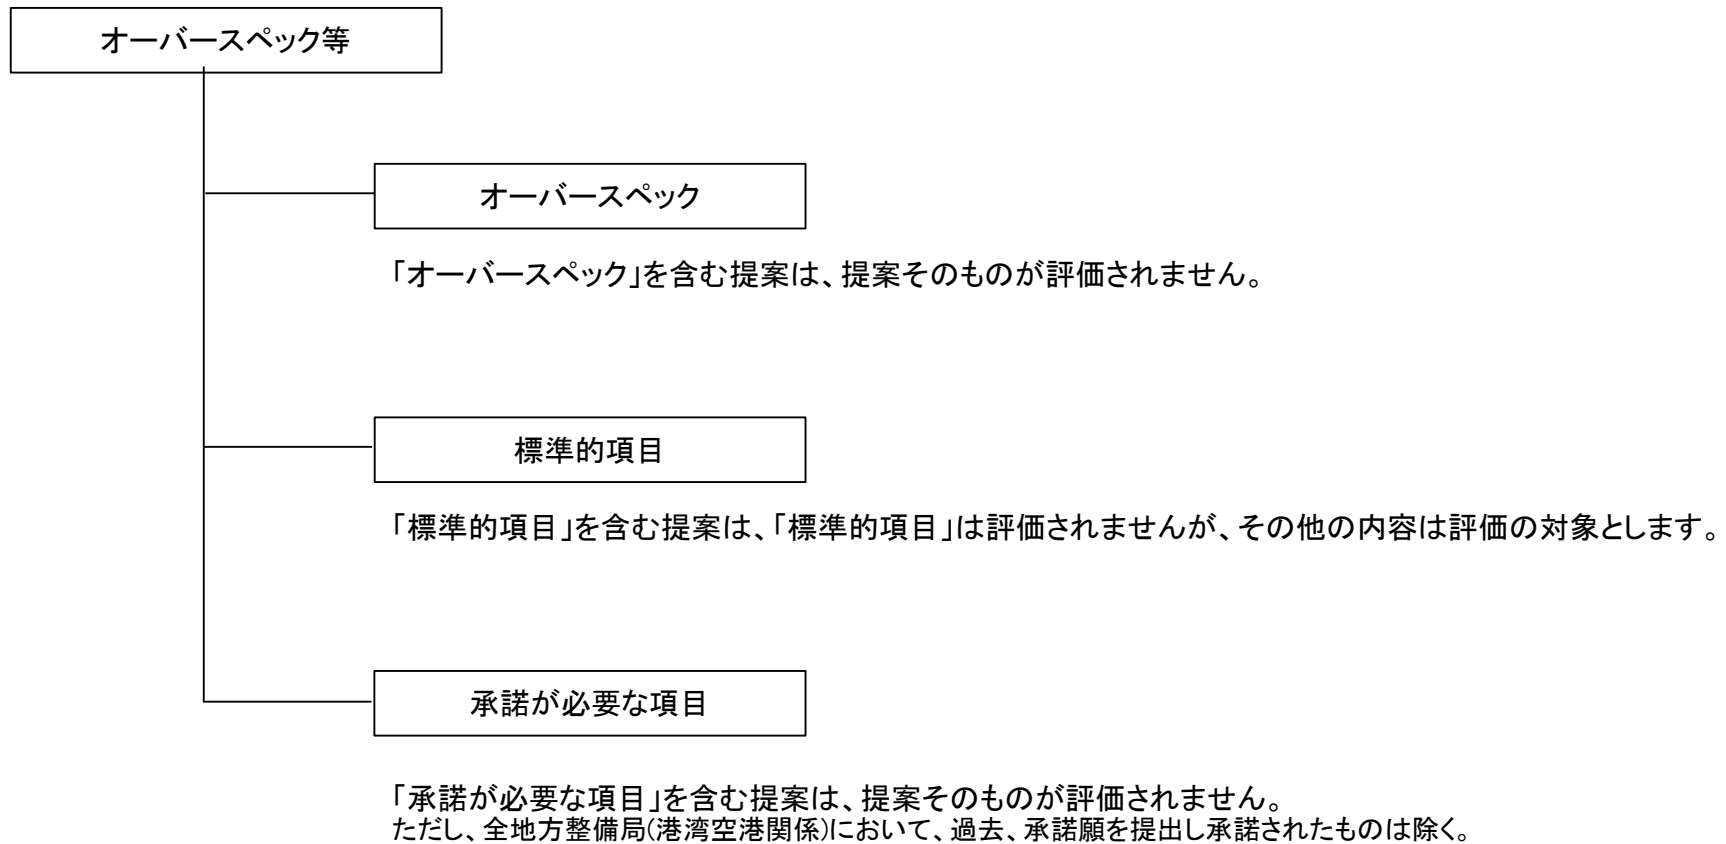 オーバースペック等
オーバースペック
「オーバースペック」を含む提案は、提案そのものが評価されません。
標準的項目
「標準的項目」を含む提案は、「標準的項目」は評価されませんが、その他の内容は評価の対象とします。
承諾が必要な項目
「承諾が必要な項目」を含む提案は、提案そのものが評価されません。
ただし、全地方整備局(港湾空港関係)において、過去、承諾願を提出し承諾されたものは除く。